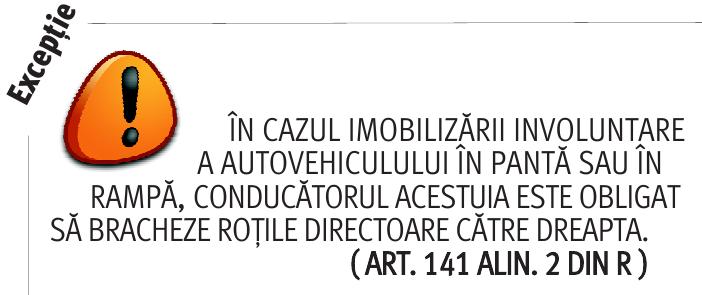 Excepție
ÎN CAZUL IMOBILIZĂRII INVOLUNTARE
A AUTOVEHICULULUI ÎN PANTĂ SAU ÎN
RAMPĂ, CONDUCĂTORUL ACESTUIA ESTE OBLIGAT
SĂ BRACHEZE ROȚILE DIRECTOARE CĂTRE DREAPTA.
( ART. 141 ALIN. 2 DIN R )